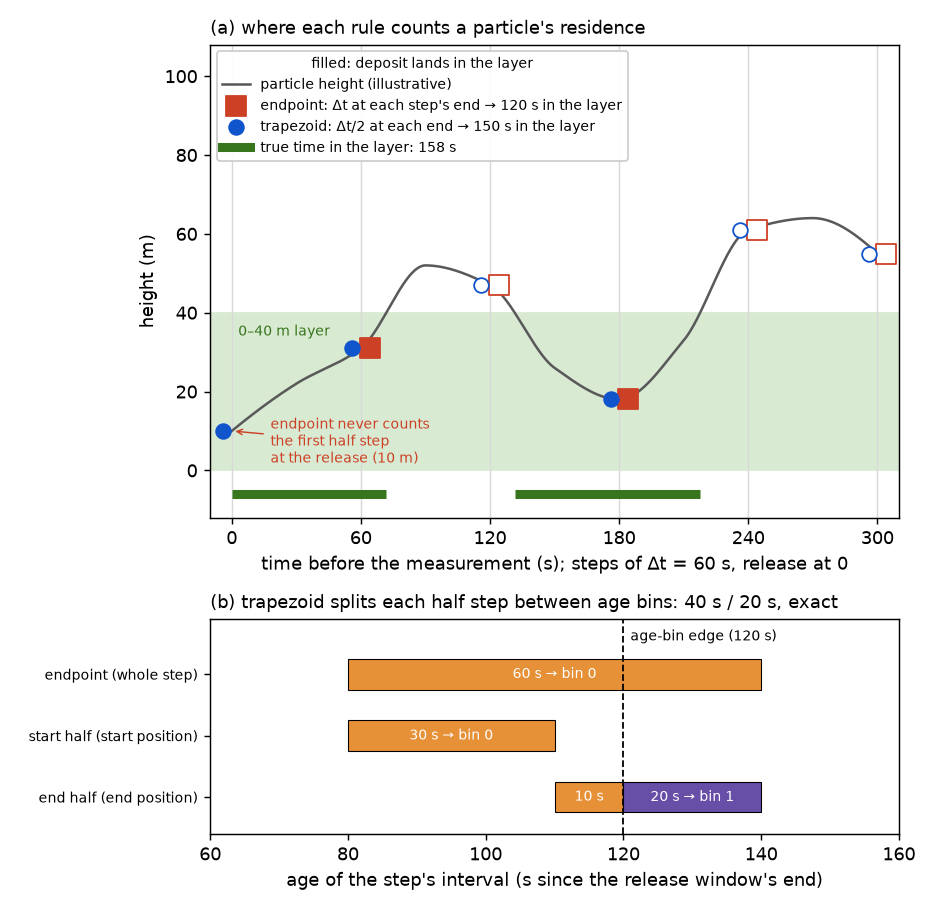 (a) where each rule counts a particle's residence
filled: deposit lands in the layer
particle height (illustrative)
endpoint: Δt at each step's end → 120 s in the layer
trapezoid: Δt/2 at each end → 150 s in the layer
true time in the layer: 158 s
100
80
60
40
20
0
height (m)
0–40 m layer
endpoint never counts
the first half step
at the release (10 m)
0 60 120 180 240 300
time before the measurement (s); steps of Δt = 60 s, release at 0
(b) trapezoid splits each half step between age bins: 40 s / 20 s, exact
age-bin edge (120 s)
endpoint (whole step)
60 s → bin 0
start half (start position)
30 s → bin 0
end half (end position)
10 s
20 s → bin 1
60 80 100 120 140 160
age of the step's interval (s since the release window's end)